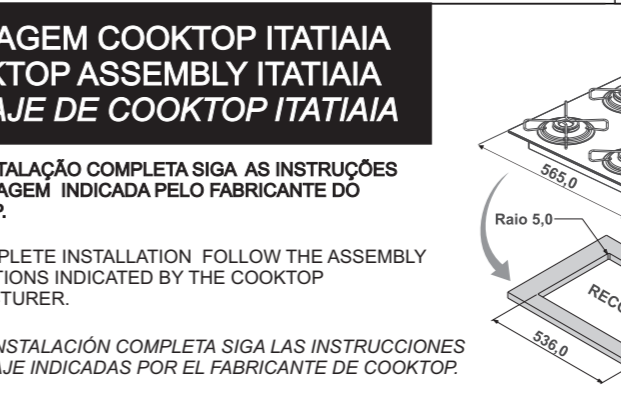 AGEM COOKTOP ITATIAIA
KTOP ASSEMBLY ITATIAIA
AJE DE COOKTOP ITATIAIA
TALAÇÃO COMPLETA SIGA AS INSTRUÇÕES
AGEM INDICADA PELO FABRICANTE DO
P.
PLETE INSTALLATION FOLLOW THE ASSEMBLY
TIONS INDICATED BY THE COOKTOP
TURER.
INSTALACIÓN COMPLETA SIGA LAS INSTRUCCIONES
AJE INDICADAS POR EL FABRICANTE DE COOKTOP.
565,0
Raio 5,0
RECO
536,0